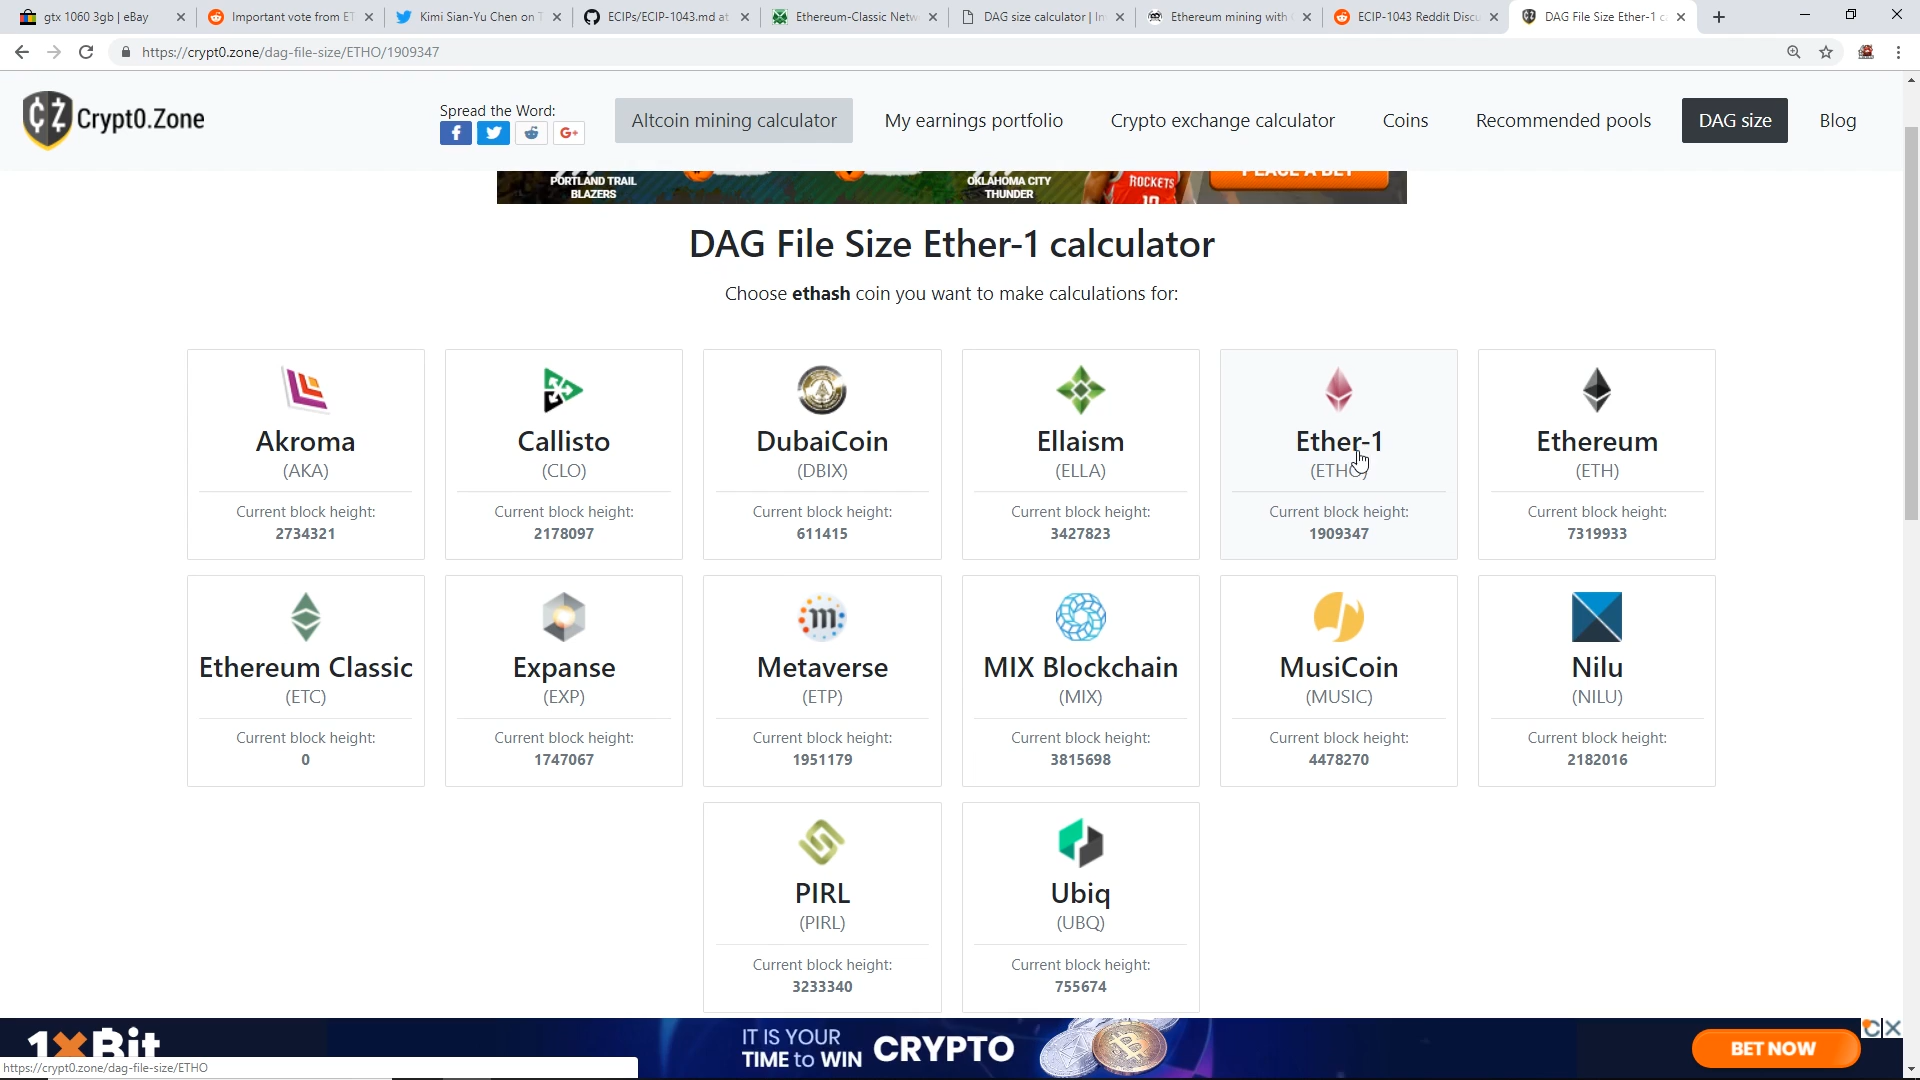 gtx 1060 3gb | eBay
Important vote from ET
Kimi Sian-Yu Chen on T
ECIPs/ECIP-1043.md at
Ethereum-Classic Netw
DAG size calculator | In
Ethereum mining with
ECIP-1043 Reddit Discu
DAG File Size Ether-1 c
https://crypt0.zone/dag-file-size/ETHO/1909347
Crypt0.Zone
Spread the Word:
Altcoin mining calculator
My earnings portfolio
Crypto exchange calculator
Coins
Recommended pools
DAG size
Blog
PORTLAND TRAIL
BLAZERS
OKLAHOMA CITY
THUNDER
ROCKETS
PLACE A BET
DAG File Size Ether-1 calculator
Choose ethash coin you want to make calculations for:
Akroma
(AKA)
Current block height:
2734321
Callisto
(CLO)
Current block height:
2178097
DubaiCoin
(DBIX)
Current block height:
611415
Ellaism
(ELLA)
Current block height:
3427823
Ether-1
(ETHO)
Current block height:
1909347
Ethereum
(ETH)
Current block height:
7319933
Ethereum Classic
(ETC)
Current block height:
0
Expanse
(EXP)
Current block height:
1747067
Metaverse
(ETP)
Current block height:
1951179
MIX Blockchain
(MIX)
Current block height:
3815698
MusiCoin
(MUSIC)
Current block height:
4478270
Nilu
(NILU)
Current block height:
2182016
PIRL
(PIRL)
Current block height:
3233340
Ubiq
(UBQ)
Current block height:
755674
1xBit
IT IS YOUR
TIME to WIN
CRYPTO
BET NOW
https://crypt0.zone/dag-file-size/ETHO